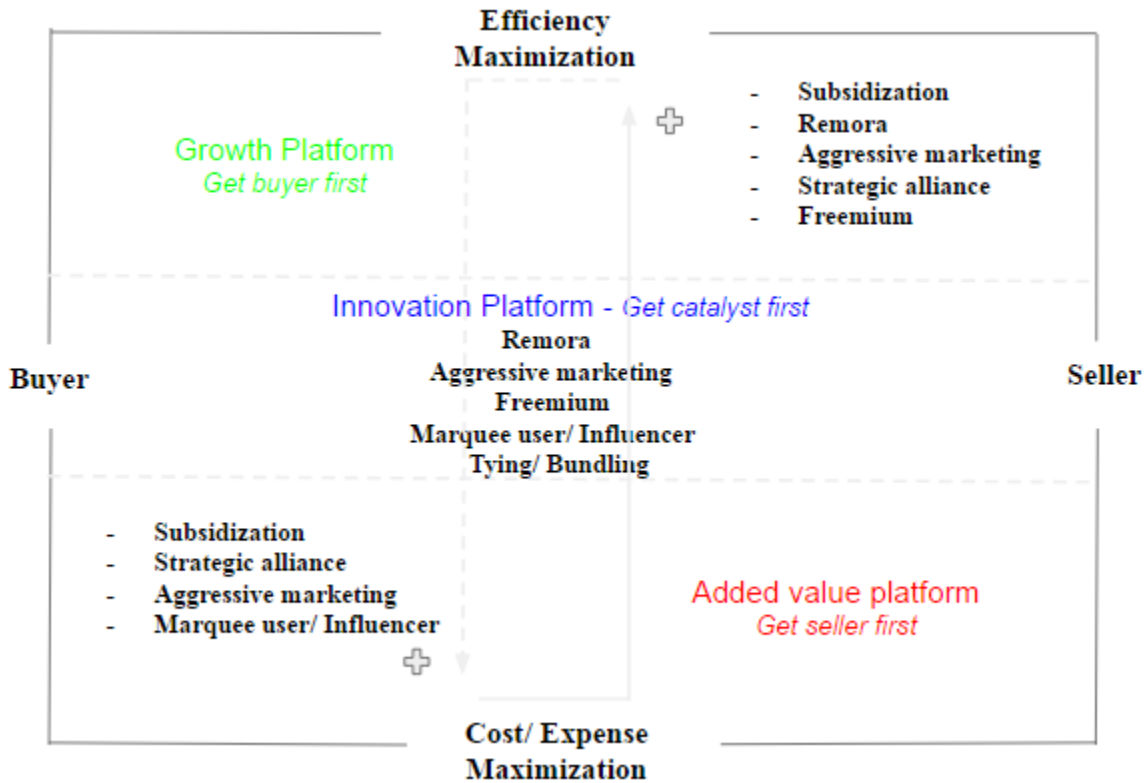 Efficiency
Maximization
- Subsidization
- Remora
- Aggressive marketing
- Strategic alliance
- Freemium
Growth Platform
Get buyer first
Innovation Platform - Get catalyst first
Remora
Aggressive marketing
Freemium
Marquee user/ Influencer
Tying/ Bundling
Buyer
Seller
- Subsidization
- Strategic alliance
- Aggressive marketing
- Marquee user/ Influencer
Added value platform
Get seller first
Cost/ Expense
Maximization